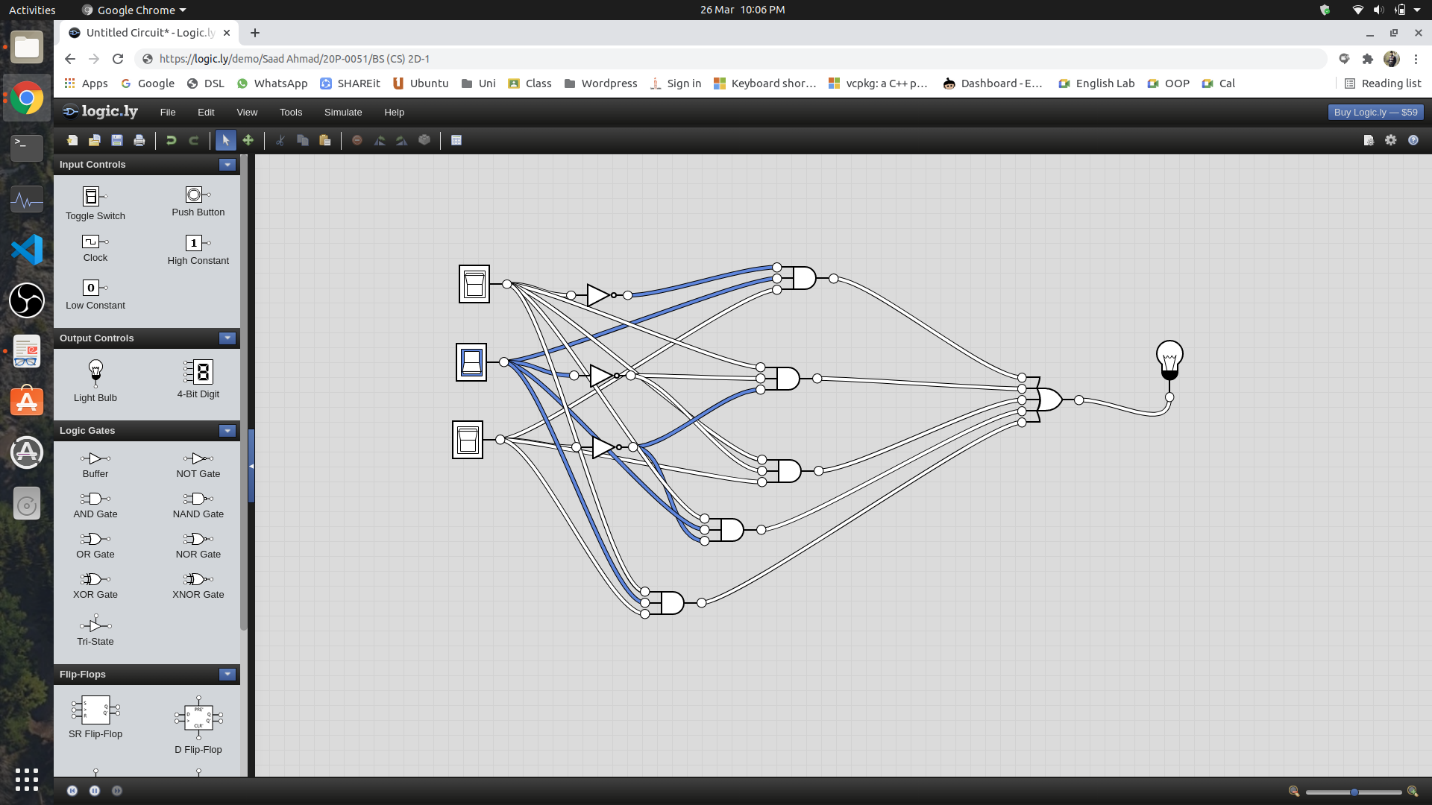 Activities
Google Chrome
26 Mar 10:06 PM
Untitled Circuit* - Logic.ly
https://logic.ly/demo/Saad Ahmad/20P-0051/BS (CS) 2D-1
Apps
Google
DSL
WhatsApp
SHAREit
Ubuntu
Uni
Class
Wordpress
Sign in
Keyboard shor...
vcpkg: a C++ p...
Dashboard - E...
English Lab
OOP
Cal
Reading list
logic.ly
File
Edit
View
Tools
Simulate
Help
Buy Logic.ly — $59
Input Controls
Toggle Switch
Push Button
Clock
1
High Constant
0
Low Constant
Output Controls
Light Bulb
8
4-Bit Digit
Logic Gates
Buffer
NOT Gate
AND Gate
NAND Gate
OR Gate
NOR Gate
XOR Gate
XNOR Gate
Tri-State
Flip-Flops
SR Flip-Flop
D Flip-Flop